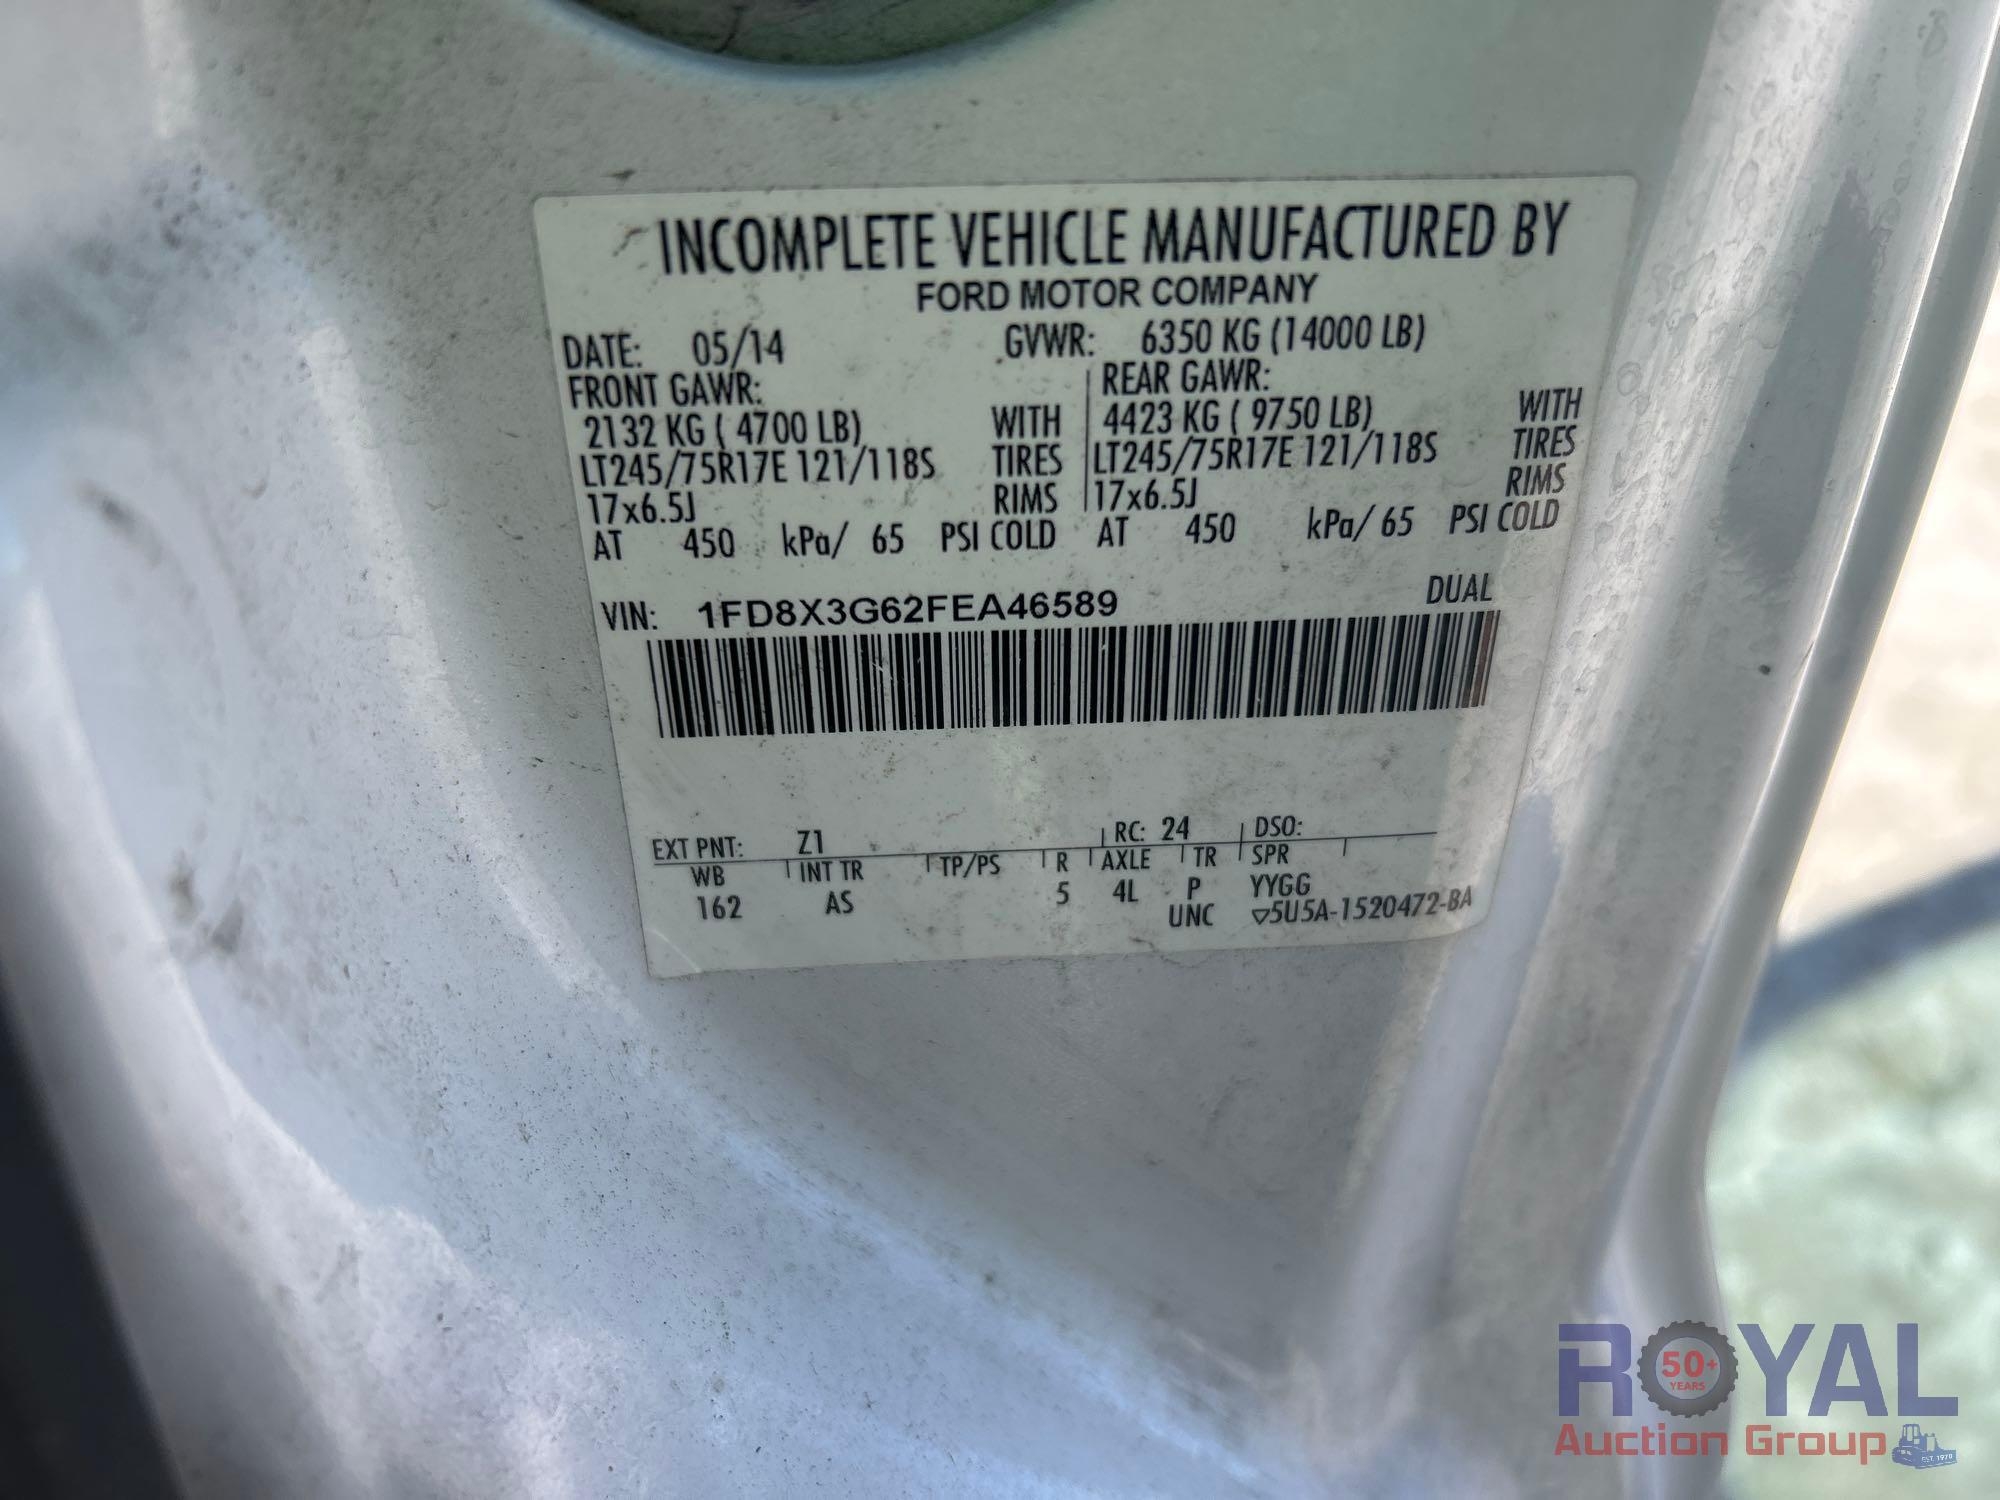 INCOMPLETE VEHICLE MANUFACTURED BY
FORD MOTOR COMPANY
DATE: 05/14 GVWR: 6350 KG (14000 LB)
FRONT GAWR: REAR GAWR:
2132 KG ( 4700 LB) WITH 4423 KG ( 9750 LB) WITH
LT245/75R17E 121/118S TIRES LT245/75R17E 121/118S TIRES
17x6.5J RIMS 17x6.5J RIMS
AT 450 kPa/ 65 PSI COLD AT 450 kPa/ 65 PSI COLD
VIN: 1FD8X3G62FEA46589 DUAL
EXT PNT: Z1 RC: 24 DSO:
WB INT TR TP/PS R AXLE TR SPR
162 AS 5 4L P YYGG
UNC ▽5U5A-1520472-BA
ROYAL
50+
YEARS
Auction Group
EST. 1970